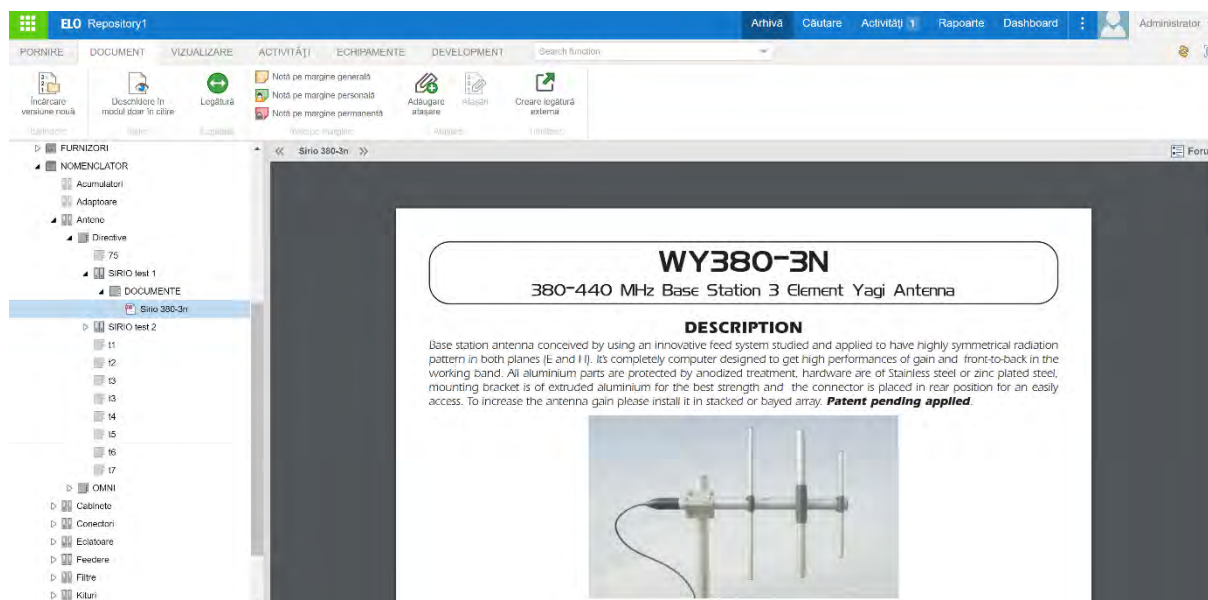 ELO Repository1
Arhivă Căutare Activități 1 Rapoarte Dashboard Administrator
PORNIRE DOCUMENT VIZUALIZARE ACTIVITĂȚI ECHIPAMENTE DEVELOPMENT Search function
Încărcare versiune nouă
Deschidere în modul doar în citire
Legătură
Notă pe margine generală
Notă pe margine personală
Notă pe margine permanentă
Adăugare atașare
Atașări
Creare legătură externă
FURNIZORI
NOMENCLATOR
Acumulatori
Adaptoare
Antene
Directive
75
SIRIO test 1
DOCUMENTE
Sirio 380-3n
SIRIO test 2
t1
t2
t3
t3
t4
t5
t6
t7
OMNI
Cabinete
Conectori
Eclatoare
Feedere
Filtre
Kituri
Sirio 380-3n
Foru
WY380-3N
380-440 MHz Base Station 3 Element Yagi Antenna
DESCRIPTION
Base station antenna conceived by using an innovative feed system studied and applied to have highly symmetrical radiation
pattern in both planes (E and H). It's completely computer designed to get high performances of gain and front-to-back in the
working band. All aluminium parts are protected by anodized treatment, hardware are of Stainless steel or zinc plated steel,
mounting bracket is of extruded aluminium for the best strength and the connector is placed in rear position for an easily
access. To increase the antenna gain please install it in stacked or bayed array. Patent pending applied.